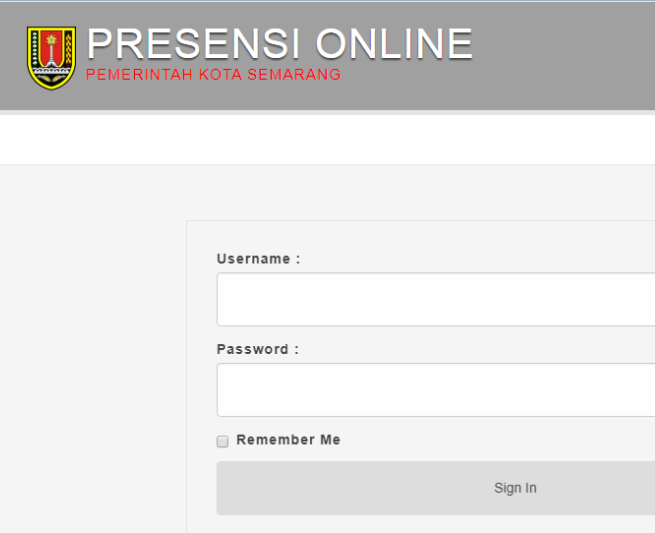 PRESENSI ONLINE
PEMERINTAH KOTA SEMARANG
Username :
Password :
Remember Me
Sign In